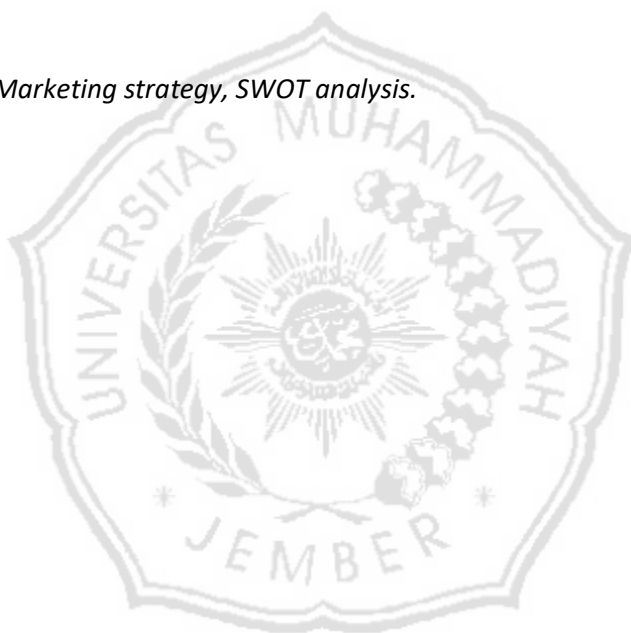 Marketing strategy, SWOT analysis.
UNIVERSITAS MUHAMMADIYAH
* JEMBER *